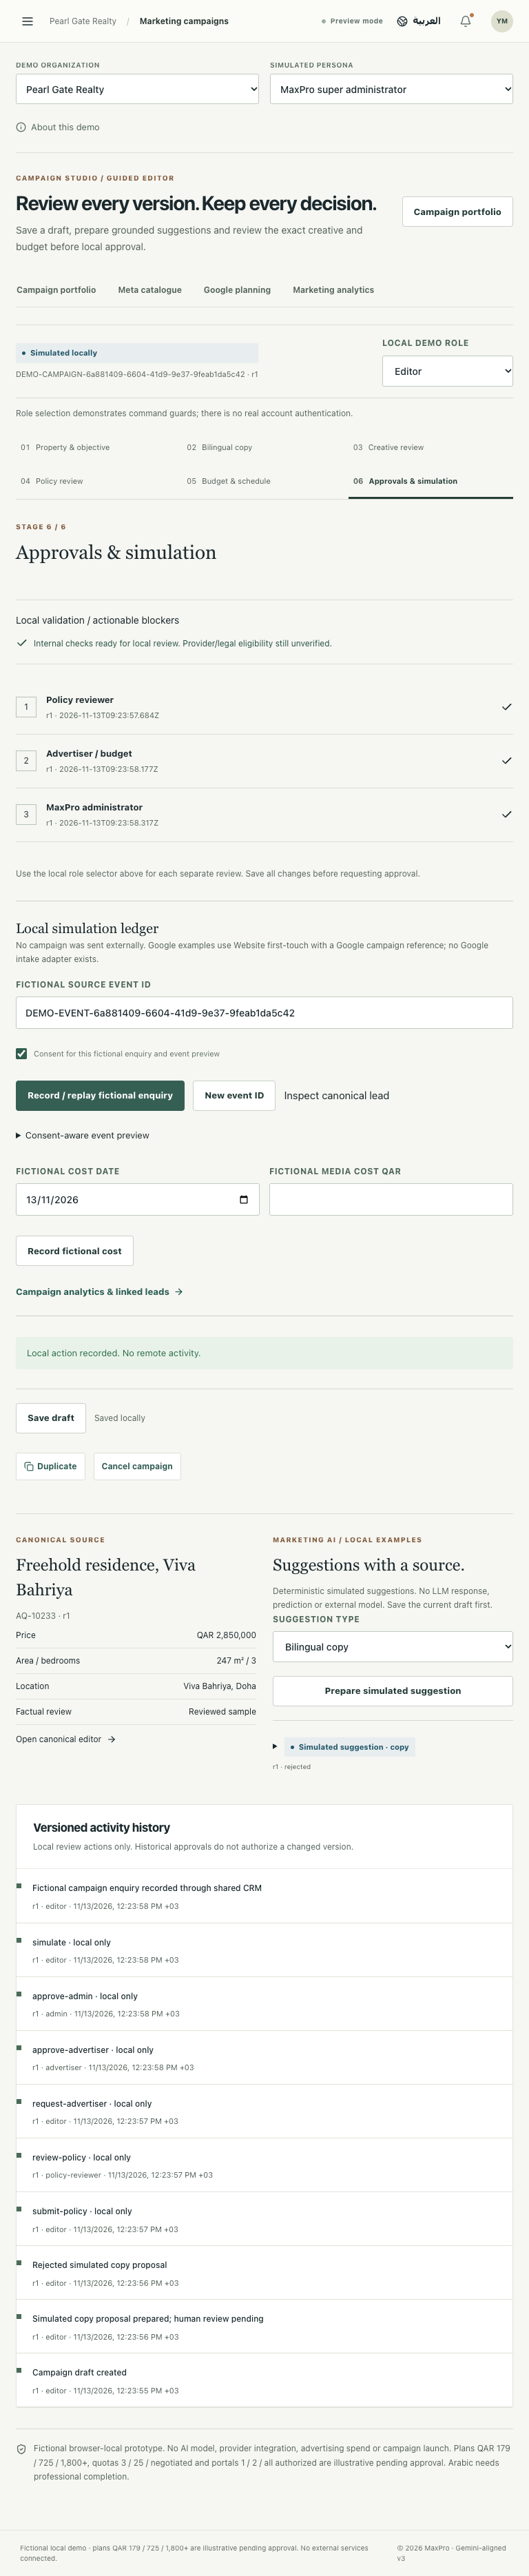 Pearl Gate Realty / Marketing campaigns
Preview mode
العربية
YM
DEMO ORGANIZATION
Pearl Gate Realty
SIMULATED PERSONA
MaxPro super administrator
About this demo
CAMPAIGN STUDIO / GUIDED EDITOR
Review every version. Keep every decision.
Save a draft, prepare grounded suggestions and review the exact creative and
budget before local approval.
Campaign portfolio
Campaign portfolio
Meta catalogue
Google planning
Marketing analytics
Simulated locally
DEMO-CAMPAIGN-6a881409-6604-41d9-9e37-9feab1da5c42 · r1
LOCAL DEMO ROLE
Editor
Role selection demonstrates command guards; there is no real account authentication.
01 Property & objective
02 Bilingual copy
03 Creative review
04 Policy review
05 Budget & schedule
06 Approvals & simulation
STAGE 6 / 6
Approvals & simulation
Local validation / actionable blockers
Internal checks ready for local review. Provider/legal eligibility still unverified.
1
Policy reviewer
r1 · 2026-11-13T09:23:57.684Z
2
Advertiser / budget
r1 · 2026-11-13T09:23:58.177Z
3
MaxPro administrator
r1 · 2026-11-13T09:23:58.317Z
Use the local role selector above for each separate review. Save all changes before requesting approval.
Local simulation ledger
No campaign was sent externally. Google examples use Website first-touch with a Google campaign reference; no Google
intake adapter exists.
FICTIONAL SOURCE EVENT ID
DEMO-EVENT-6a881409-6604-41d9-9e37-9feab1da5c42
Consent for this fictional enquiry and event preview
Record / replay fictional enquiry
New event ID
Inspect canonical lead
Consent-aware event preview
FICTIONAL COST DATE
13/11/2026
FICTIONAL MEDIA COST QAR
Record fictional cost
Campaign analytics & linked leads
Local action recorded. No remote activity.
Save draft
Saved locally
Duplicate
Cancel campaign
CANONICAL SOURCE
Freehold residence, Viva
Bahriya
AQ-10233 · r1
Price QAR 2,850,000
Area / bedrooms 247 m² / 3
Location Viva Bahriya, Doha
Factual review Reviewed sample
Open canonical editor
MARKETING AI / LOCAL EXAMPLES
Suggestions with a source.
Deterministic simulated suggestions. No LLM response,
prediction or external model. Save the current draft first.
SUGGESTION TYPE
Bilingual copy
Prepare simulated suggestion
Simulated suggestion · copy
r1 · rejected
Versioned activity history
Local review actions only. Historical approvals do not authorize a changed version.
Fictional campaign enquiry recorded through shared CRM
r1 · editor · 11/13/2026, 12:23:58 PM +03
simulate · local only
r1 · editor · 11/13/2026, 12:23:58 PM +03
approve-admin · local only
r1 · admin · 11/13/2026, 12:23:58 PM +03
approve-advertiser · local only
r1 · advertiser · 11/13/2026, 12:23:58 PM +03
request-advertiser · local only
r1 · editor · 11/13/2026, 12:23:57 PM +03
review-policy · local only
r1 · policy-reviewer · 11/13/2026, 12:23:57 PM +03
submit-policy · local only
r1 · editor · 11/13/2026, 12:23:57 PM +03
Rejected simulated copy proposal
r1 · editor · 11/13/2026, 12:23:56 PM +03
Simulated copy proposal prepared; human review pending
r1 · editor · 11/13/2026, 12:23:56 PM +03
Campaign draft created
r1 · editor · 11/13/2026, 12:23:55 PM +03
Fictional browser-local prototype. No AI model, provider integration, advertising spend or campaign launch. Plans QAR 179
/ 725 / 1,800+, quotas 3 / 25 / negotiated and portals 1 / 2 / all authorized are illustrative pending approval. Arabic needs
professional completion.
Fictional local demo · plans QAR 179 / 725 / 1,800+ are illustrative pending approval. No external services
connected.
© 2026 MaxPro · Gemini-aligned
v3